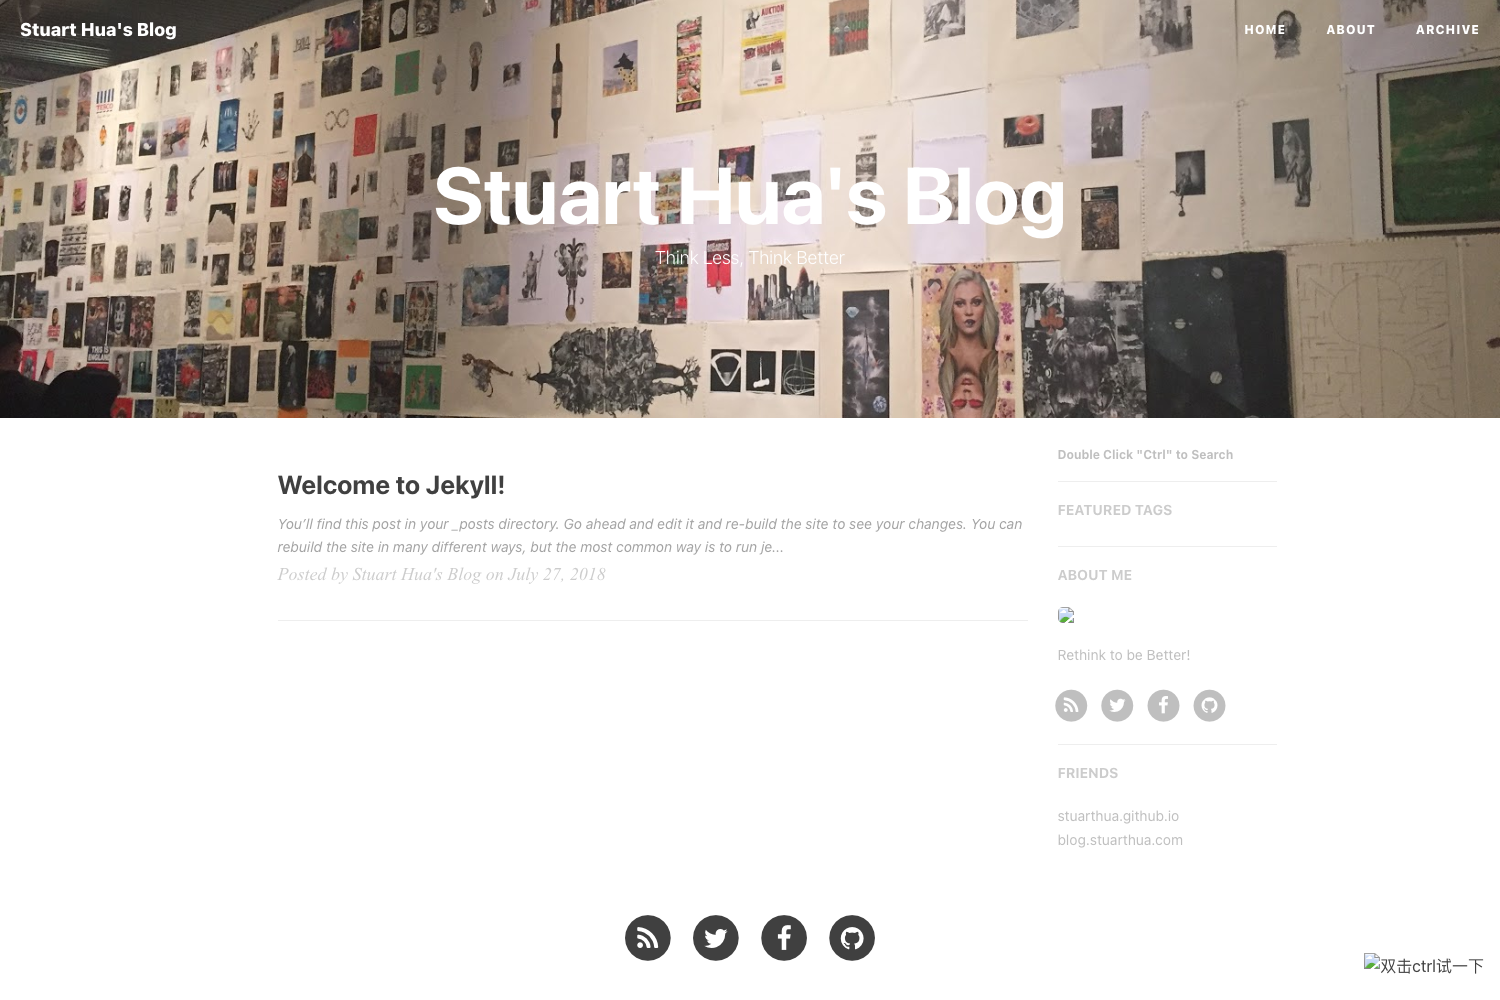 Stuart Hua's Blog
HOME ABOUT ARCHIVE
Stuart Hua's Blog
Think Less, Think Better
Welcome to Jekyll!
You’ll find this post in your _posts directory. Go ahead and edit it and re-build the site to see your changes. You can
rebuild the site in many different ways, but the most common way is to run je...
Posted by Stuart Hua's Blog on July 27, 2018
Double Click "Ctrl" to Search
FEATURED TAGS
ABOUT ME
Rethink to be Better!
FRIENDS
stuarthua.github.io
blog.stuarthua.com
双击ctrl试一下